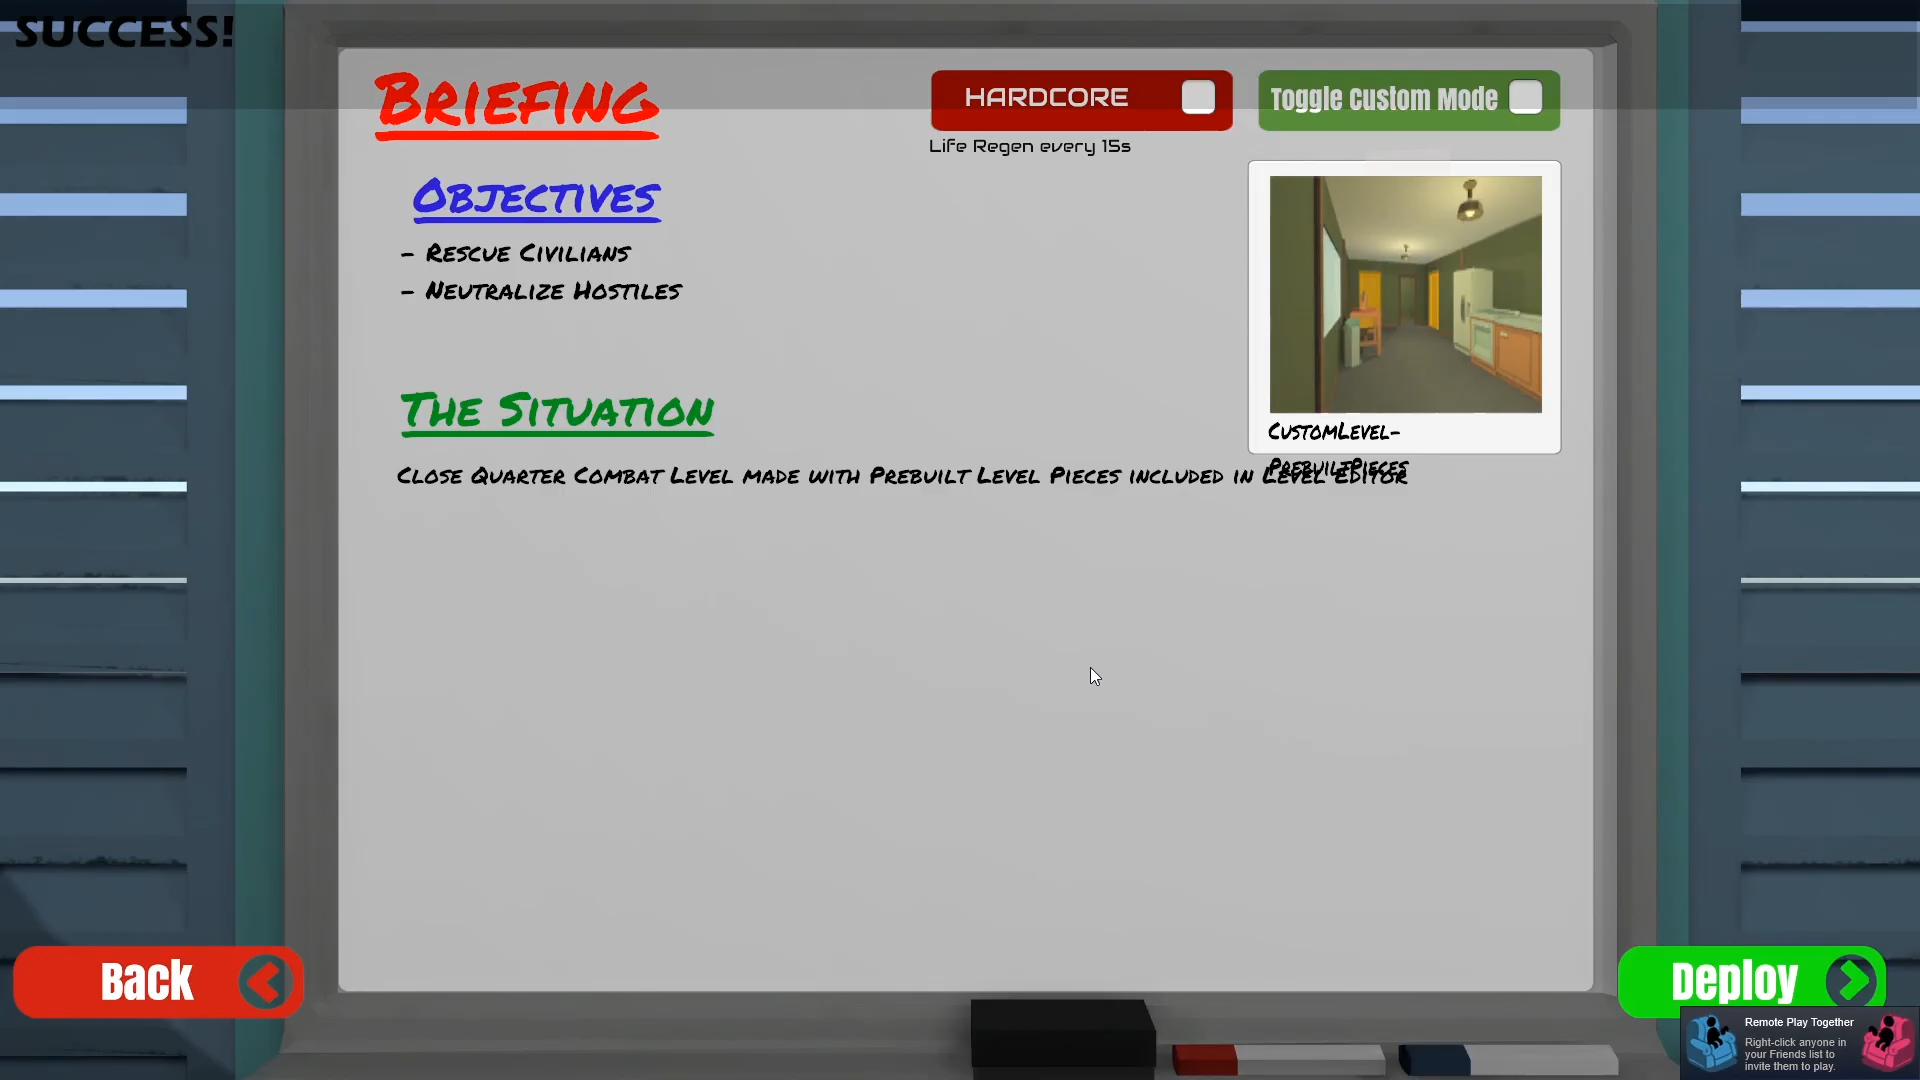 SUCCESS!
BRIEFING
HARDCORE
Toggle Custom Mode
Life Regen every 15s
OBJECTIVES
- RESCUE CIVILIANS
- NEUTRALIZE HOSTILES
THE SITUATION
CUSTOMLEVEL-
PREBUILTPIECES
CLOSE QUARTER COMBAT LEVEL MADE WITH PREBUILT LEVEL PIECES INCLUDED IN LEVEL EDITOR
Back
Deploy
Remote Play Together
Right-click anyone in
your Friends list to
invite them to play.